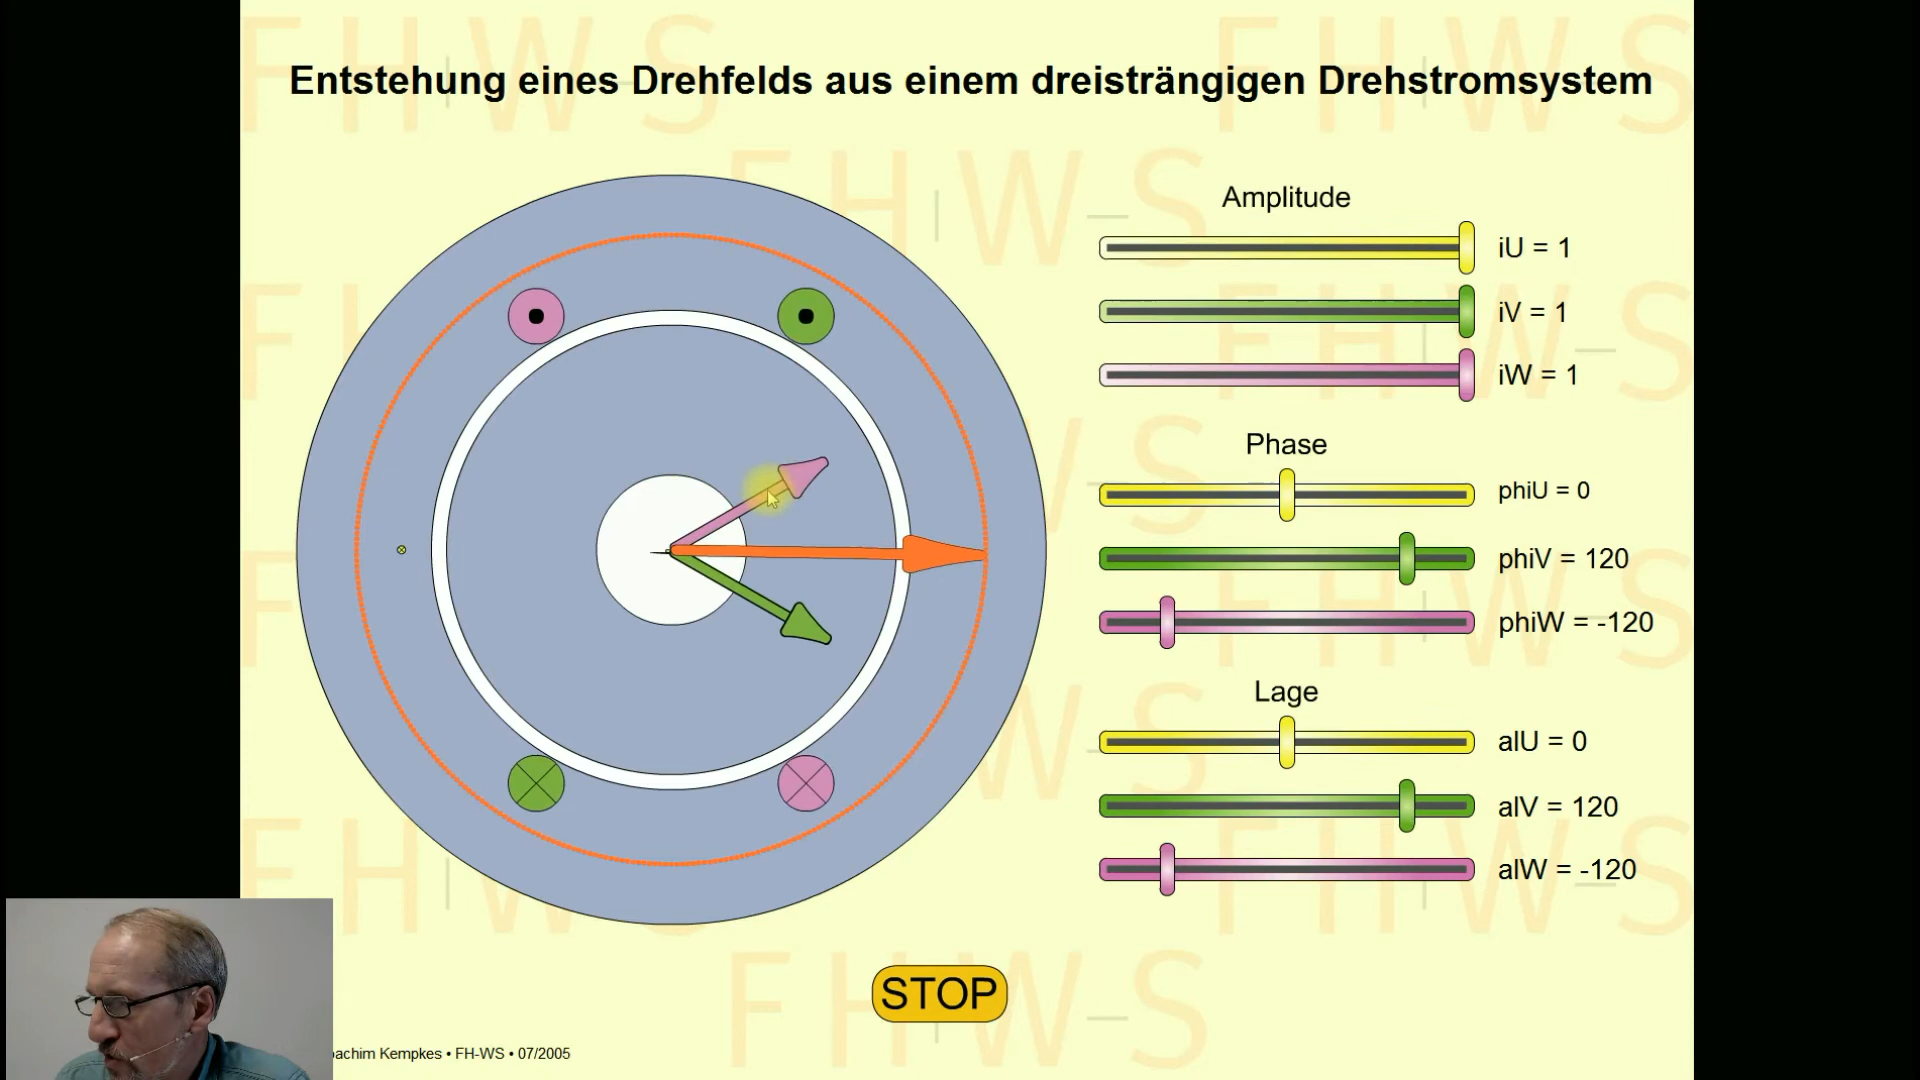 Entstehung eines Drehfelds aus einem dreisträngigen Drehstromsystem
Amplitude
iU = 1
iV = 1
iW = 1
Phase
phiU = 0
phiV = 120
phiW = -120
Lage
alU = 0
alV = 120
alW = -120
STOP
Kempkes • FH-WS • 07/2005